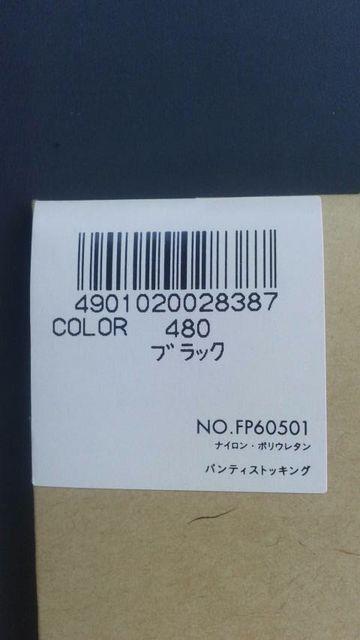 4901020028387
COLOR 480
ブラック
NO.FP60501
ナイロン・ポリウレタン
パンティストッキング